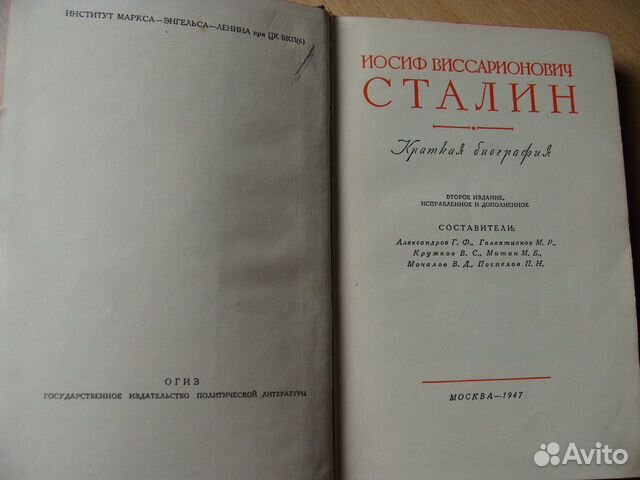 ИНСТИТУТ МАРКСА—ЭНГЕЛЬСА—ЛЕНИНА при ЦК ВКП(б)
ОГИЗ
ГОСУДАРСТВЕННОЕ ИЗДАТЕЛЬСТВО ПОЛИТИЧЕСКОЙ ЛИТЕРАТУРЫ
ИОСИФ ВИССАРИОНОВИЧ
СТАЛИН
Краткая биография
ВТОРОЕ ИЗДАНИЕ,
ИСПРАВЛЕННОЕ И ДОПОЛНЕННОЕ
СОСТАВИТЕЛИ:
Александров Г. Ф., Галактионов М. Р.,
Кружков В. С., Митин М. Б.,
Мочалов В. Д., Поспелов П. Н.
МОСКВА—1947
Avito